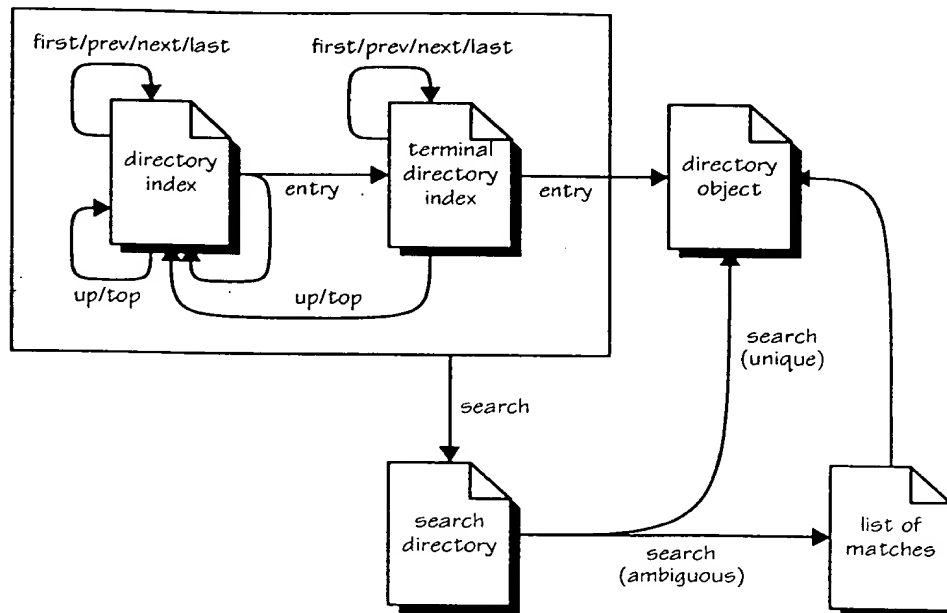 first/prev/next/last
first/prev/next/last
directory
index
entry
terminal
directory
index
entry
directory
object
up/top
up/top
search
(unique)
search
search
directory
search
(ambiguous)
list of
matches